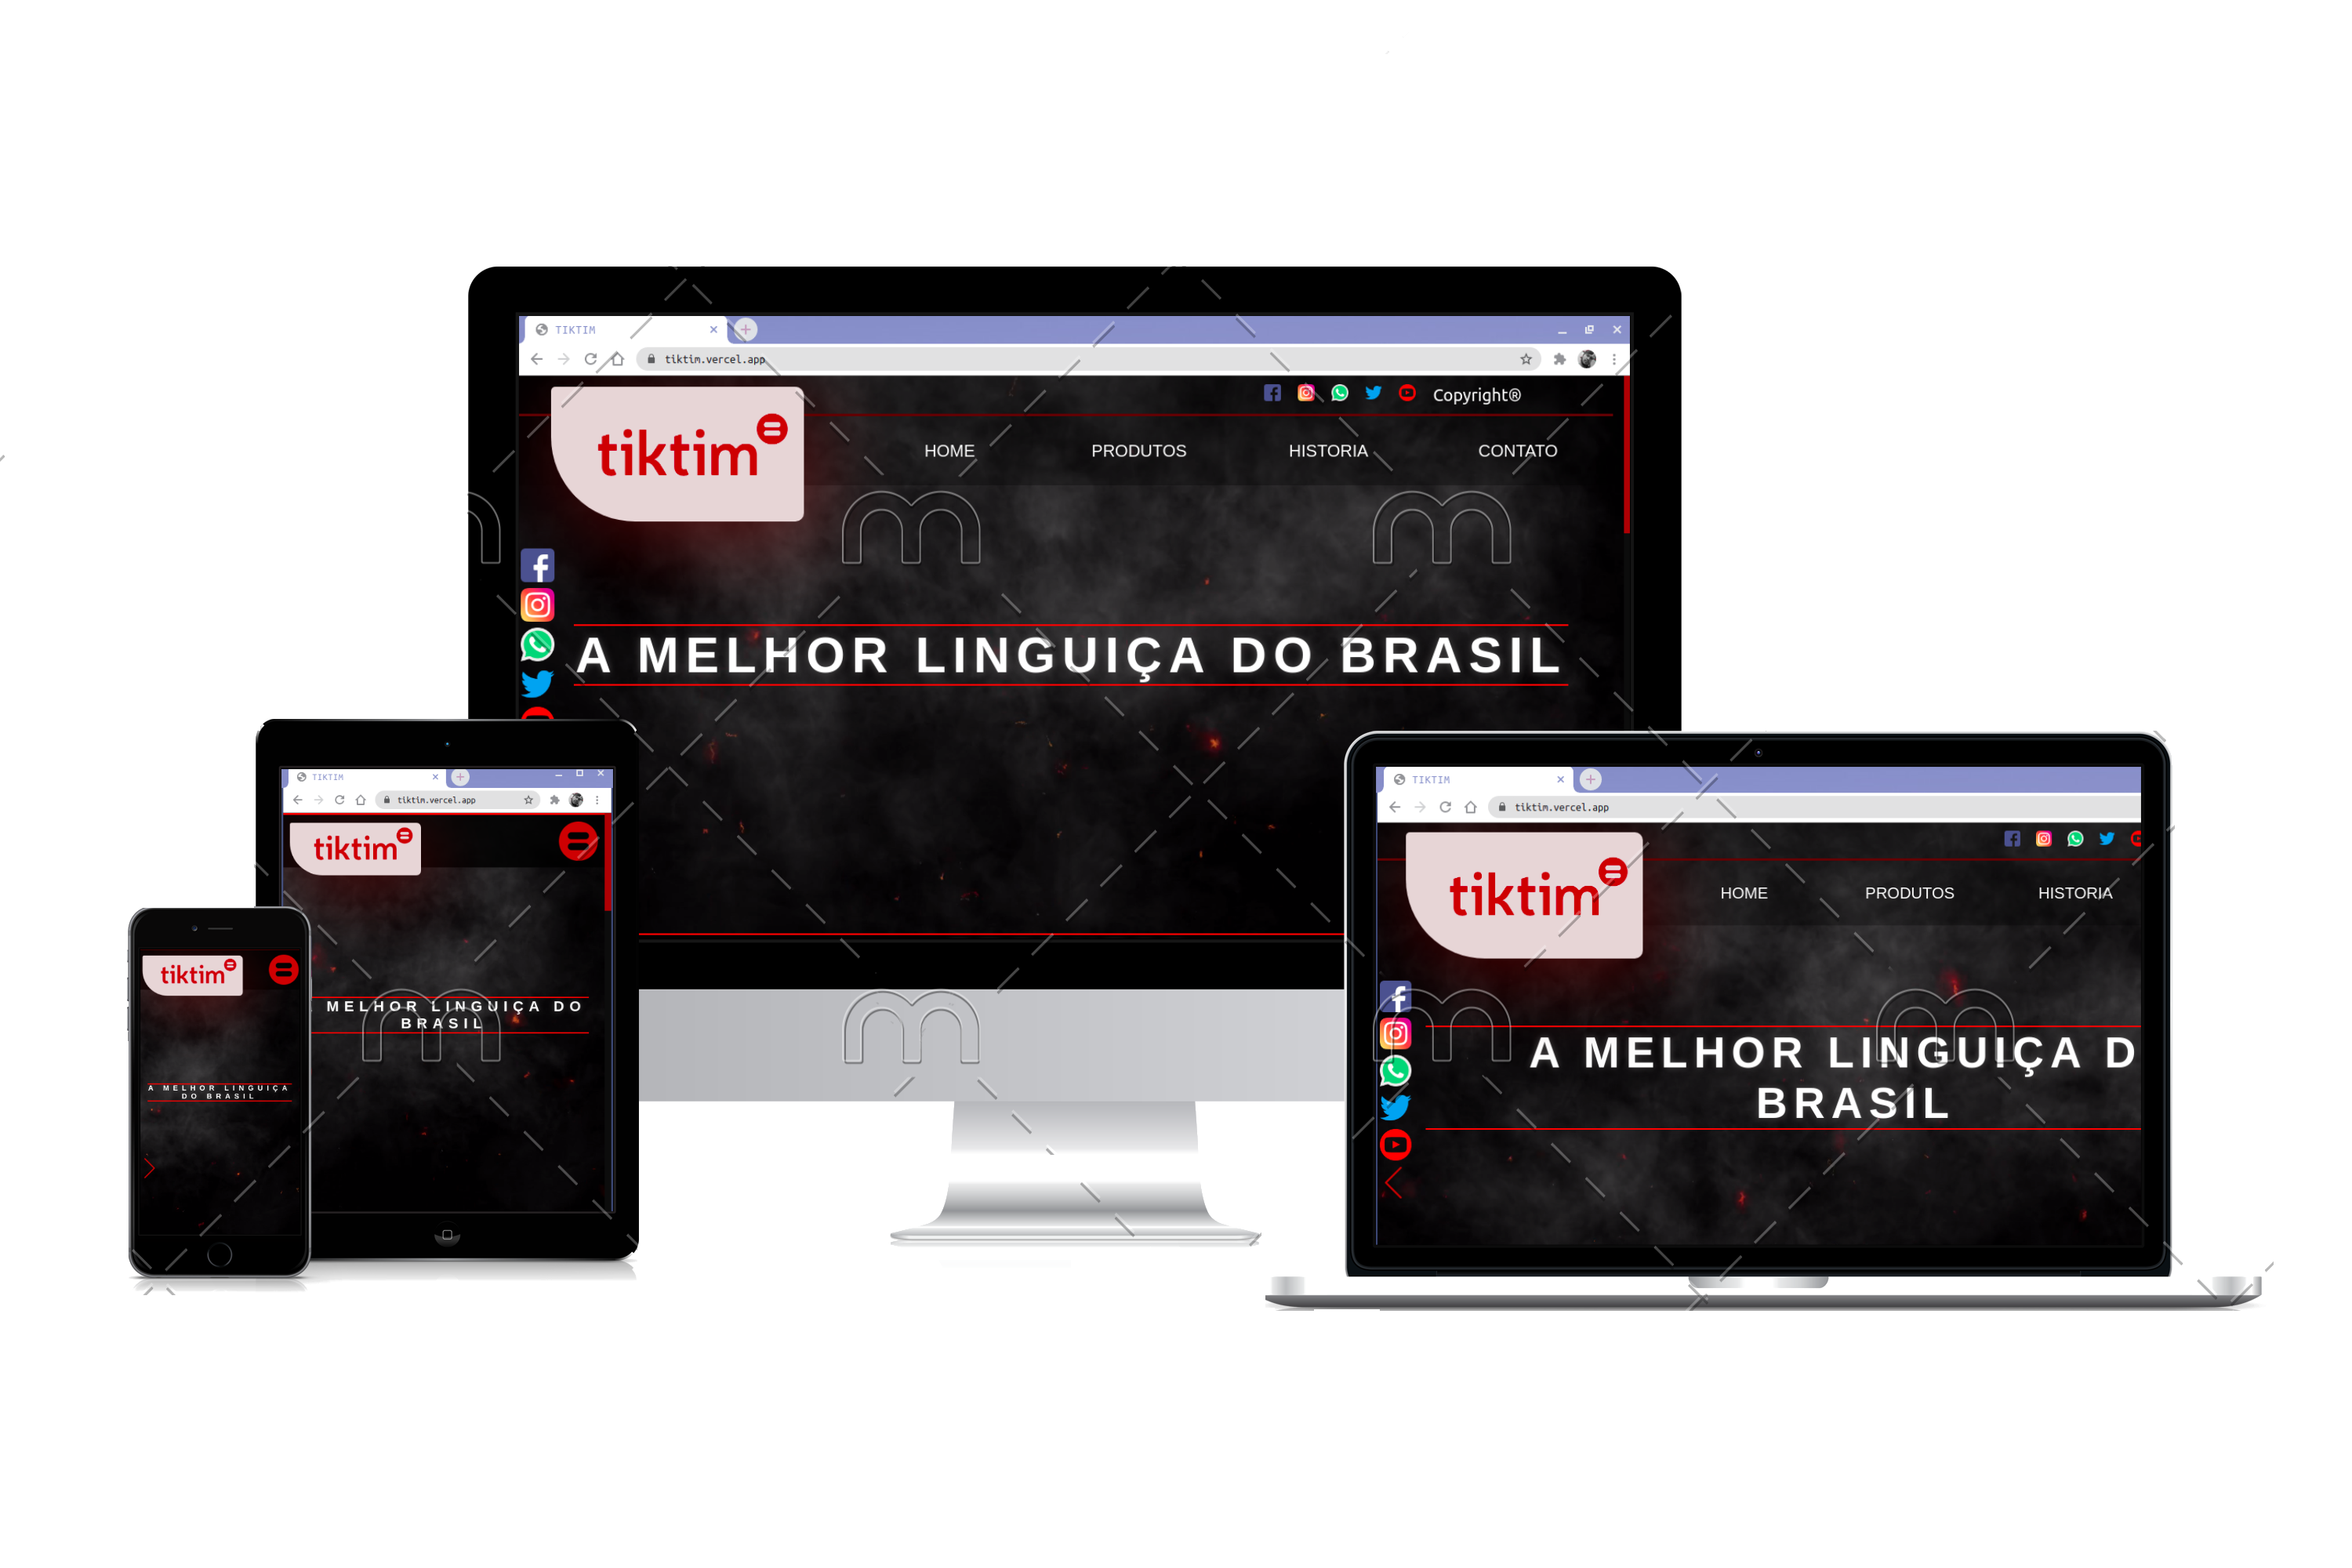 TIKTIM
tiktim.vercel.app
Copyright®
tiktim
HOME PRODUTOS HISTORIA CONTATO
A MELHOR LINGUIÇA DO BRASIL
TIKTIM
tiktim.vercel.app
tiktim
MELHOR LINGUIÇA DO
BRASIL
tiktim
A MELHOR LINGUIÇA
DO BRASIL
TIKTIM
tiktim.vercel.app
tiktim
HOME PRODUTOS HISTORIA
A MELHOR LINGUIÇA D
BRASIL